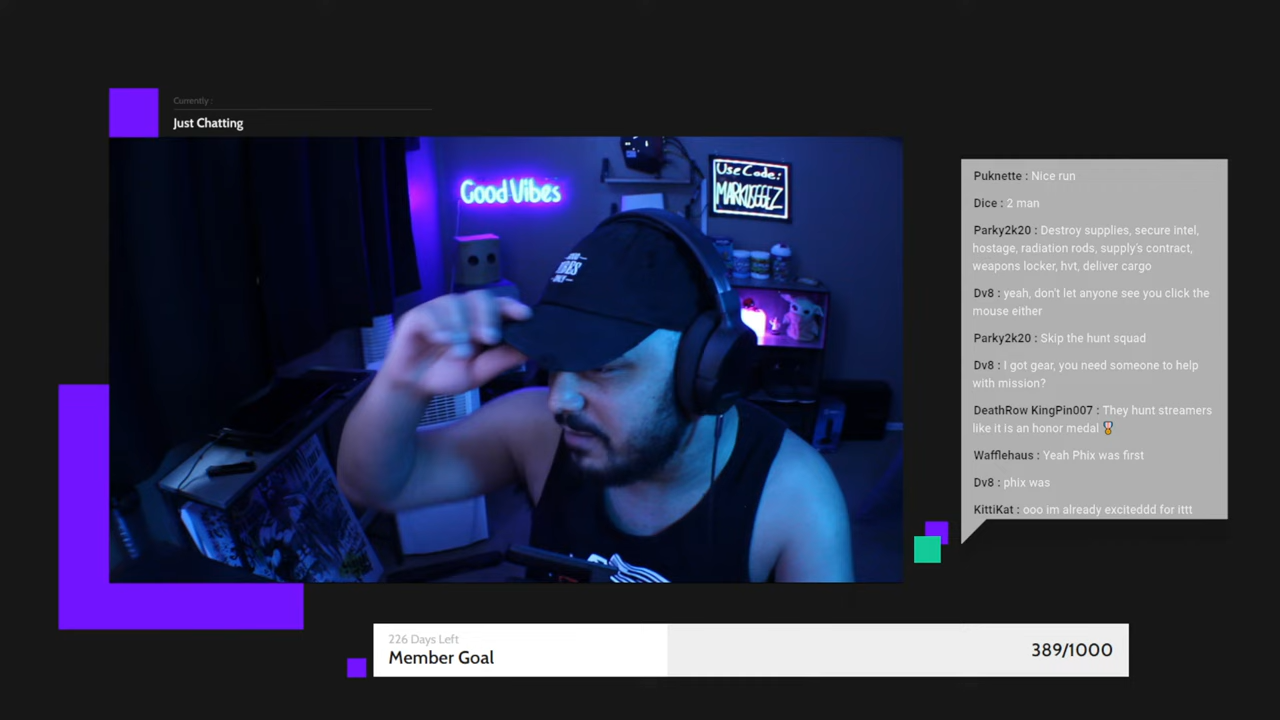 Currently :
Just Chatting
Good Vibes
Use Code:
Puknette : Nice run
Dice : 2 man
Parky2k20 : Destroy supplies, secure intel,
hostage, radiation rods, supply's contract,
weapons locker, hvt, deliver cargo
Dv8 : yeah, don't let anyone see you click the
mouse either
Parky2k20 : Skip the hunt squad
Dv8 : I got gear, you need someone to help
with mission?
DeathRow KingPin007 : They hunt streamers
like it is an honor medal 🎖
Wafflehaus : Yeah Phix was first
Dv8 : phix was
KittiKat : ooo im already exciteddd for ittt
226 Days Left
Member Goal
389/1000